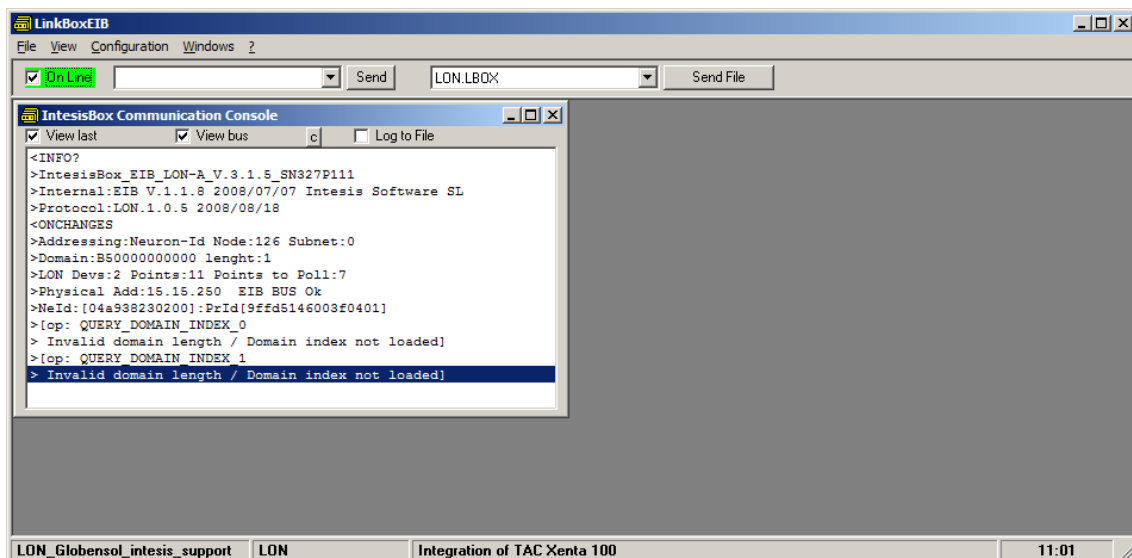 LinkBoxEIB
File View Configuration Windows ?
On Line Send LON.LBOX Send File
IntesisBox Communication Console
View last View bus c Log to File
<INFO?
>IntesisBox_EIB_LON-A_V.3.1.5_SN327P111
>Internal:EIB V.1.1.8 2008/07/07 Intesis Software SL
>Protocol:LON.1.0.5 2008/08/18
<ONCHANGES
>Addressing:Neuron-Id Node:126 Subnet:0
>Domain:B50000000000 lenght:1
>LON Devs:2 Points:11 Points to Poll:7
>Physical Add:15.15.250  EIB BUS Ok
>NeId:[04a938230200]:PrId[9ffd5146003f0401]
>[op: QUERY_DOMAIN_INDEX_0
> Invalid domain length / Domain index not loaded]
>[op: QUERY_DOMAIN_INDEX_1
> Invalid domain length / Domain index not loaded]
LON_Globensol_intesis_support LON Integration of TAC Xenta 100 11:01